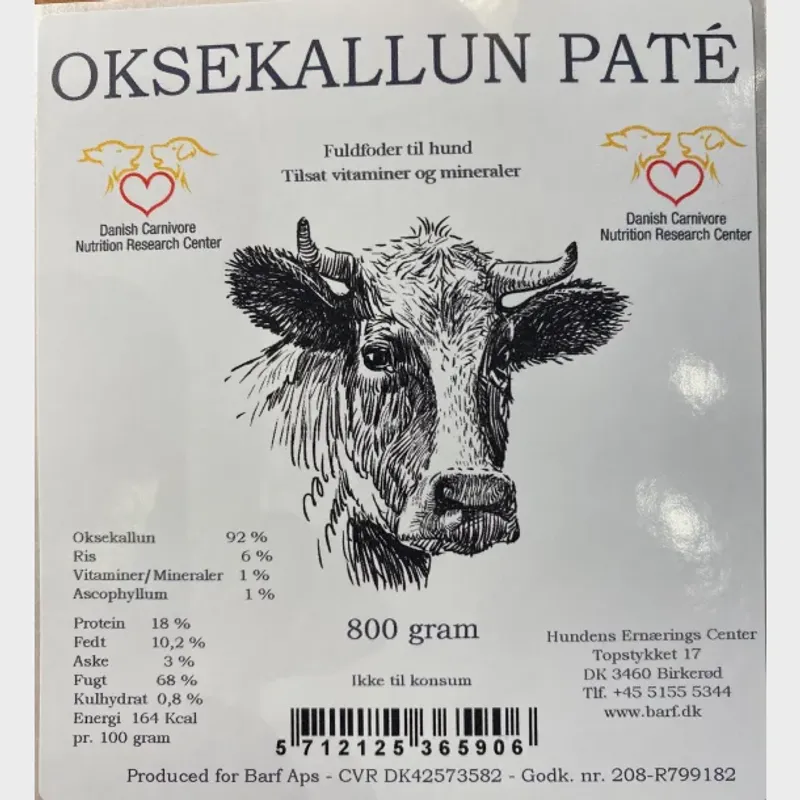 OKSEKALLUN PATÉ
Fuldfoder til hund
Tilsat vitaminer og mineraler
Danish Carnivore
Nutrition Research Center
Danish Carnivore
Nutrition Research Center
Oksekallun 92 %
Ris 6 %
Vitaminer/Mineraler 1 %
Ascophyllum 1 %
Protein 18 %
Fedt 10,2 %
Aske 3 %
Fugt 68 %
Kulhydrat 0,8 %
Energi 164 Kcal
pr. 100 gram
800 gram
Ikke til konsum
Hundens Ernærings Center
Topstykket 17
DK 3460 Birkerød
Tlf. +45 5155 5344
www.barf.dk
5 712125 365906
Produced for Barf Aps - CVR DK42573582 - Godk. nr. 208-R799182